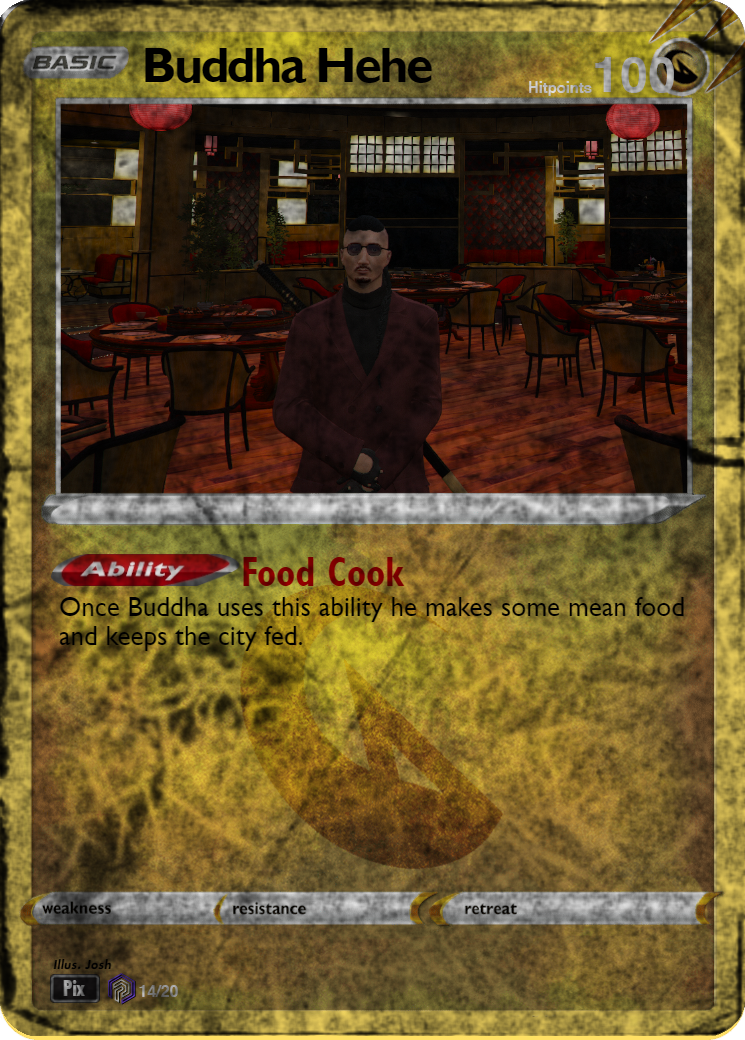 BASIC Buddha Hehe Hitpoints 100
Ability Food Cook
Once Buddha uses this ability he makes some mean food
and keeps the city fed.
weakness resistance retreat
Illus. Josh
Pix 14/20